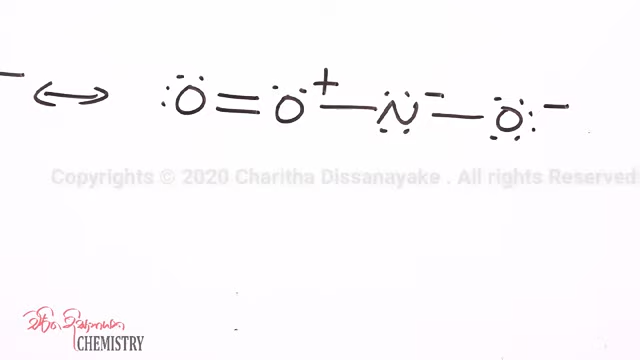 − ↔ :Ö=Ö⁺—N̈⁻—Ö:⁻
Copyrights © 2020 Charitha Dissanayake . All rights Reserved
CHEMISTRY